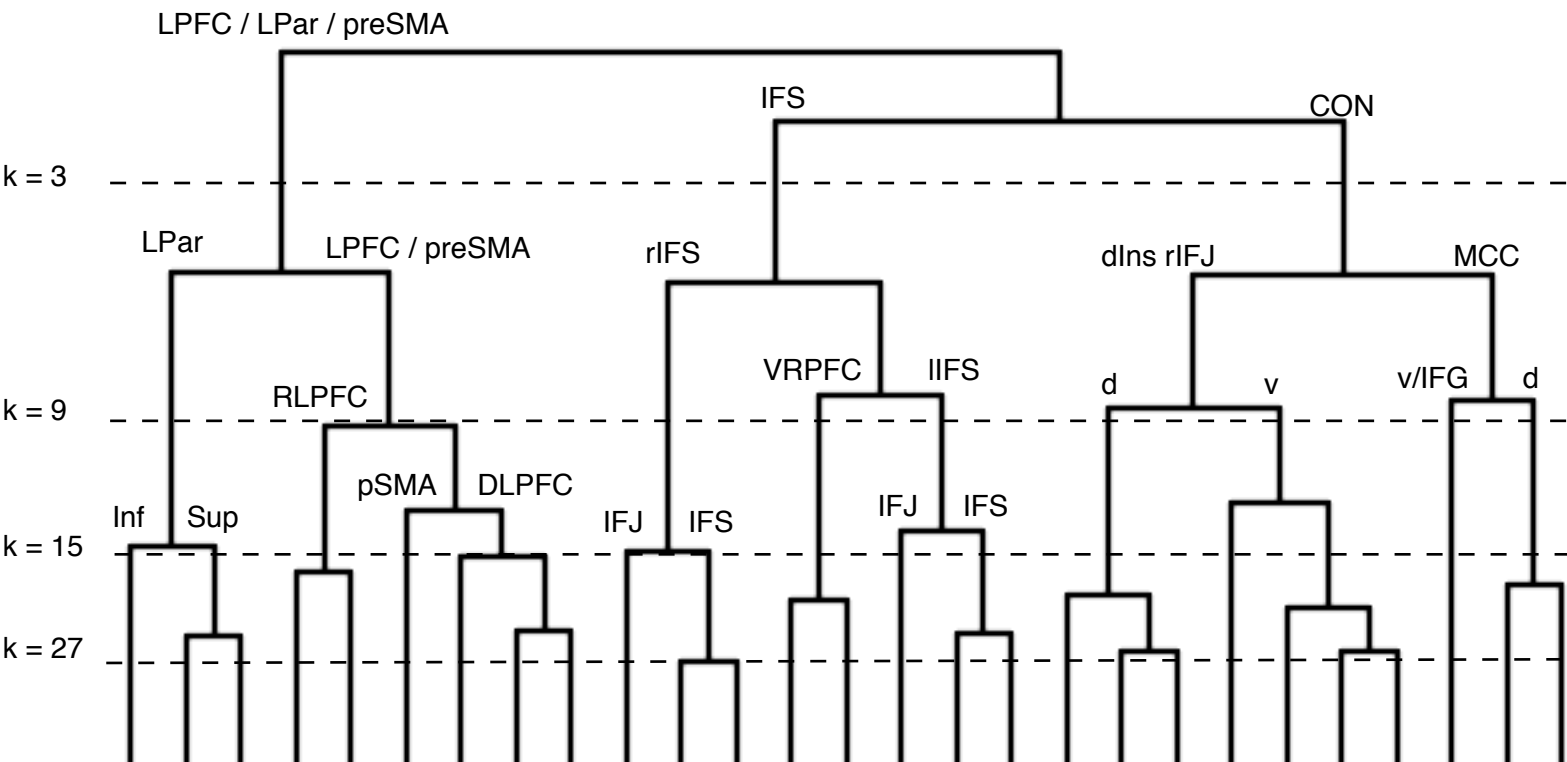 LPFC / LPar / preSMA
IFS
CON
k = 3
LPar
LPFC / preSMA
rIFS
dIns rIFJ
MCC
VRPFC
lIFS
d
v
v/IFG
d
RLPFC
k = 9
pSMA
DLPFC
Inf
Sup
IFJ
IFS
IFJ
IFS
k = 15
k = 27